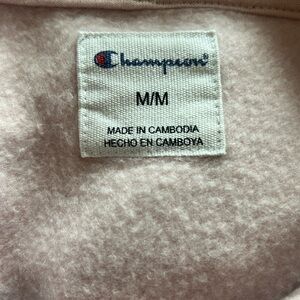 Champion
M/M
MADE IN CAMBODIA
HECHO EN CAMBOYA